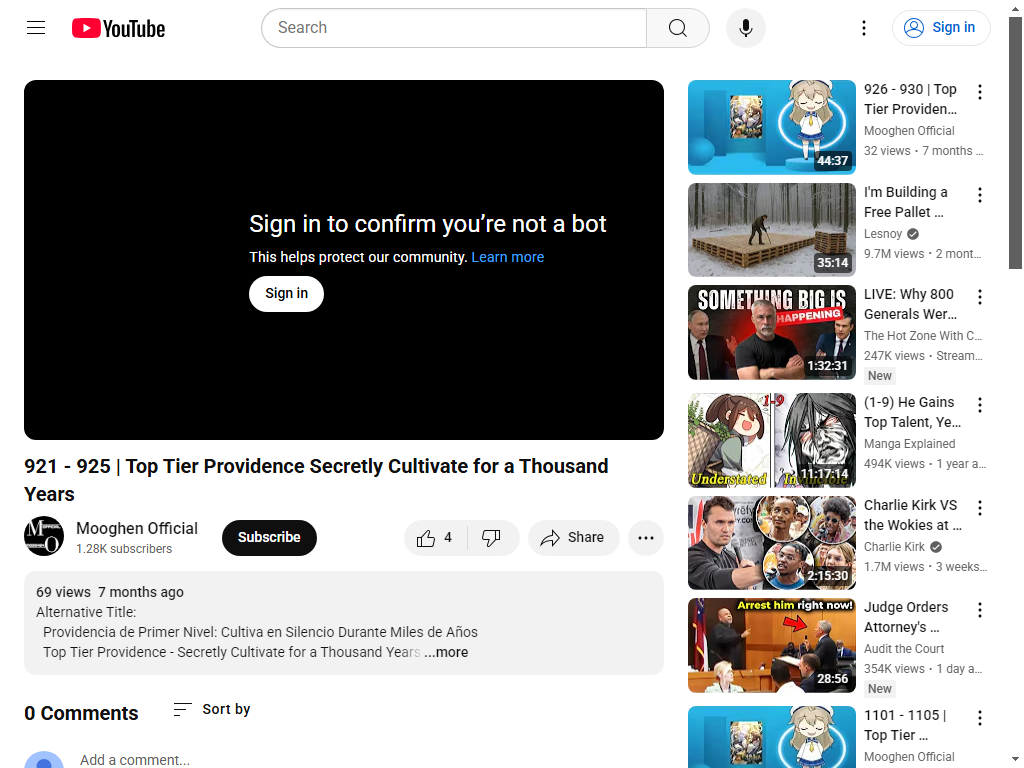 YouTube
Search
Sign in
Sign in to confirm you’re not a bot
This helps protect our community. Learn more
Sign in
921 - 925 | Top Tier Providence Secretly Cultivate for a Thousand
Years
Mooghen Official
1.28K subscribers
Subscribe
4
Share
69 views 7 months ago
Alternative Title:
Providencia de Primer Nivel: Cultiva en Silencio Durante Miles de Años
Top Tier Providence - Secretly Cultivate for a Thousand Years ...more
0 Comments
Sort by
Add a comment...
44:37
926 - 930 | Top
Tier Providen...
Mooghen Official
32 views • 7 months ...
35:14
I'm Building a
Free Pallet ...
Lesnoy
9.7M views • 2 mont...
SOMETHING BIG IS
HAPPENING
1:32:31
LIVE: Why 800
Generals Wer...
The Hot Zone With C...
247K views • Stream...
New
1-9
Understated
11:17:14
(1-9) He Gains
Top Talent, Ye...
Manga Explained
494K views • 1 year a...
2:15:30
Charlie Kirk VS
the Wokies at ...
Charlie Kirk
1.7M views • 3 weeks...
Arrest him right now!
28:56
Judge Orders
Attorney's ...
Audit the Court
354K views • 1 day a...
New
1101 - 1105 |
Top Tier ...
Mooghen Official